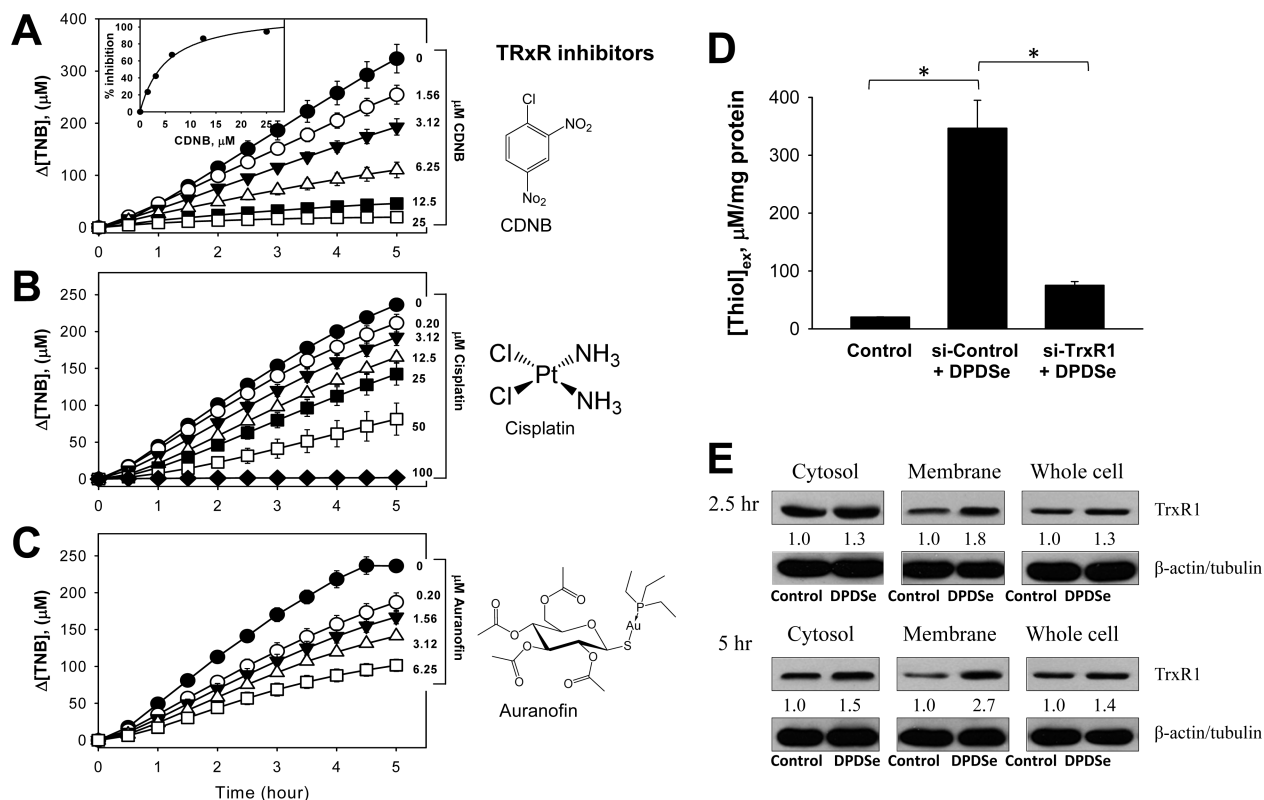 A
400
300
200
100
0
Δ[TNB], (μM)
100
80
60
40
20
0
% inhibition
0 5 10 15 20 25
CDNB, μM
0
1.56
3.12
6.25
12.5
25
μM CDNB
0 1 2 3 4 5
TRxR inhibitors
Cl
NO2
No2
CDNB
B
250
200
150
100
50
0
Δ[TNB], (μM)
0
0.20
3.12
12.5
25
50
100
μM Cisplatin
0 1 2 3 4 5
Cl NH3
Pt
Cl NH3
Cisplatin
C
250
200
150
100
50
0
Δ[TNB], (μM)
0
0.20
1.56
3.12
6.25
μM Auranofin
0 1 2 3 4 5
Time (hour)
O
O
O
O
O
O
O
O
O
S
Au
P
Auranofin
D
* *
400
300
200
100
0
[Thiol]ex, μM/mg protein
Control si-Control si-TrxR1
+ DPDSe + DPDSe
E
Cytosol Membrane Whole cell
2.5 hr
TrxR1
1.0 1.3 1.0 1.8 1.0 1.3
β-actin/tubulin
Control DPDSe Control DPDSe Control DPDSe
5 hr
Cytosol Membrane Whole cell
TrxR1
1.0 1.5 1.0 2.7 1.0 1.4
β-actin/tubulin
Control DPDSe Control DPDSe Control DPDSe